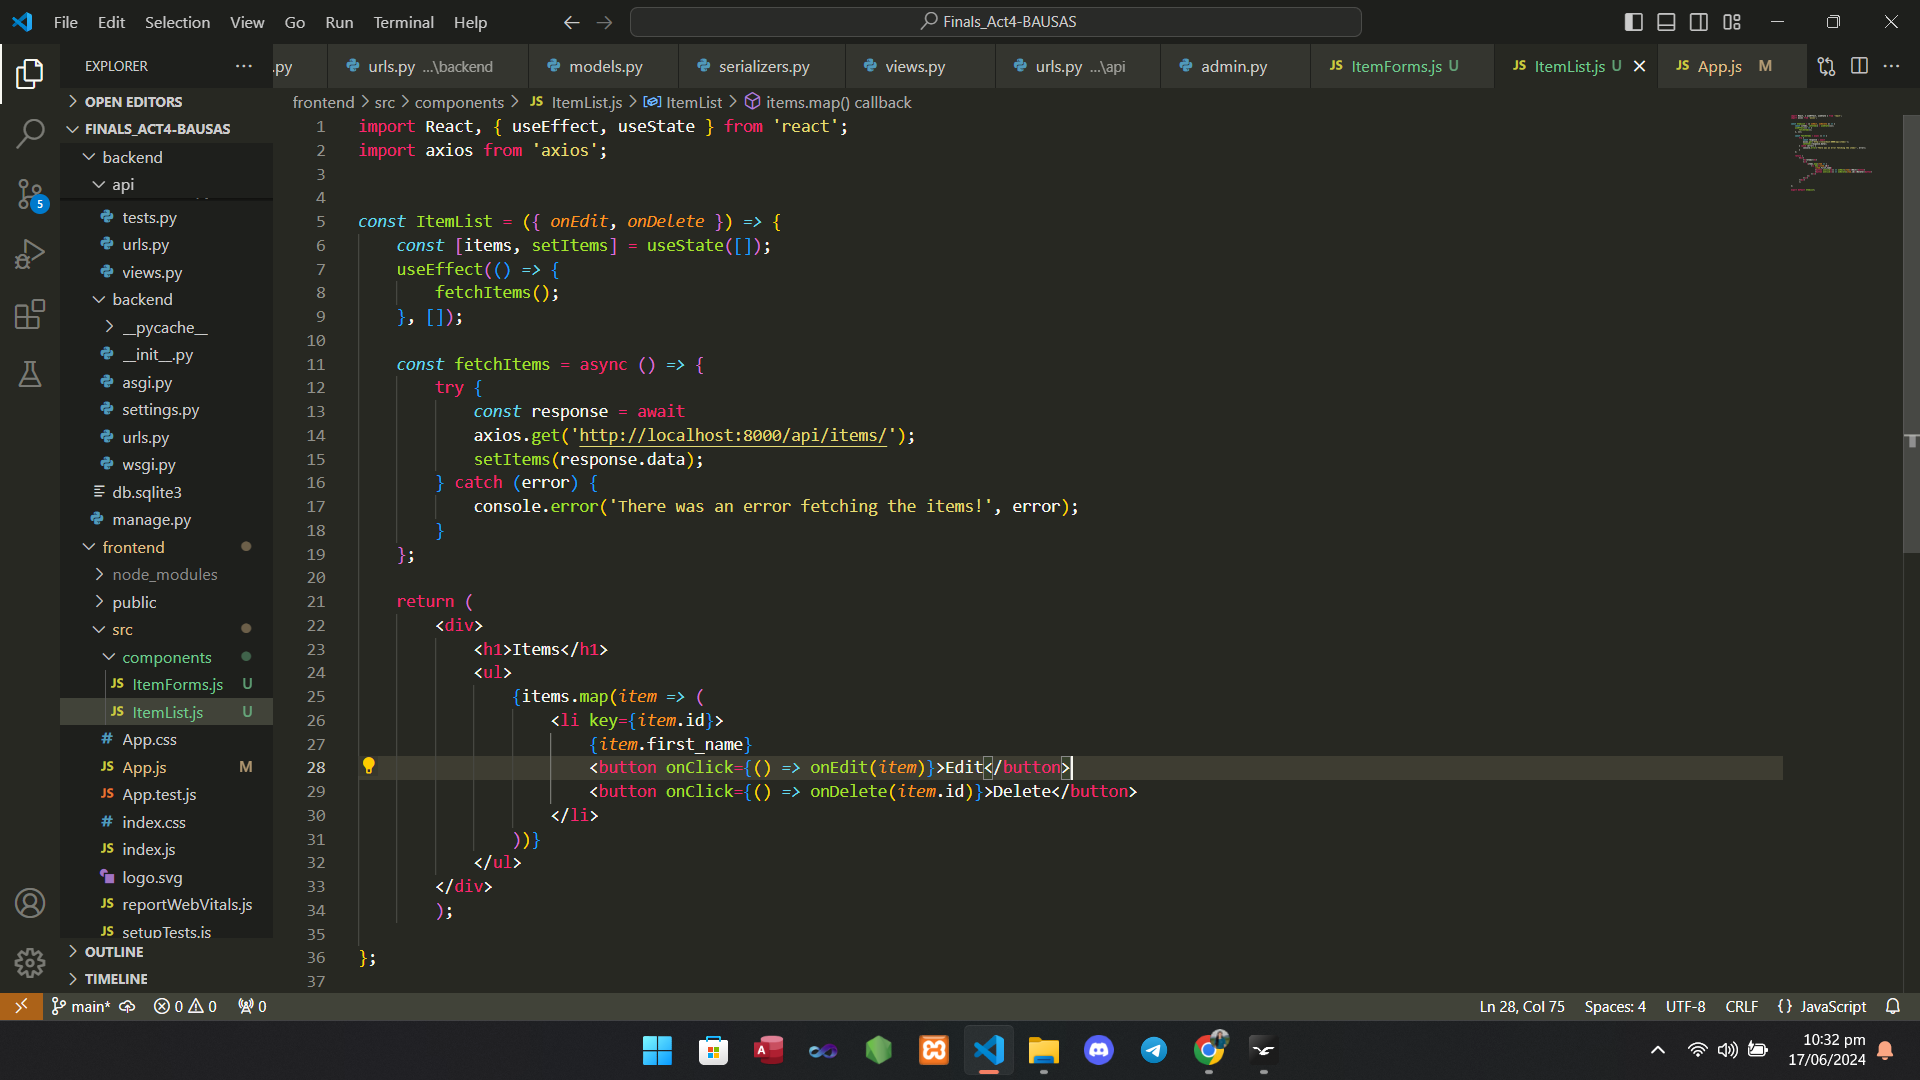 File Edit Selection View Go Run Terminal Help
Finals_Act4-BAUSAS
EXPLORER
.py
urls.py ...\backend
models.py
serializers.py
views.py
urls.py ...\api
admin.py
JS ItemForms.js U
JS ItemList.js U
JS App.js M
OPEN EDITORS
FINALS_ACT4-BAUSAS
backend
api
tests.py
urls.py
views.py
backend
__pycache__
__init__.py
asgi.py
settings.py
urls.py
wsgi.py
db.sqlite3
manage.py
frontend
node_modules
public
src
components
JS ItemForms.js U
JS ItemList.js U
# App.css
JS App.js M
JS App.test.js
# index.css
JS index.js
logo.svg
JS reportWebVitals.js
JS setupTests.js
OUTLINE
TIMELINE
5
frontend > src > components > JS ItemList.js > ItemList > items.map() callback
1 import React, { useEffect, useState } from 'react';
2 import axios from 'axios';
3
4
5 const ItemList = ({ onEdit, onDelete }) => {
6 const [items, setItems] = useState([]);
7 useEffect(() => {
8 fetchItems();
9 }, []);
10
11 const fetchItems = async () => {
12 try {
13 const response = await
14 axios.get('http://localhost:8000/api/items/');
15 setItems(response.data);
16 } catch (error) {
17 console.error('There was an error fetching the items!', error);
18 }
19 };
20
21 return (
22 <div>
23 <h1>Items</h1>
24 <ul>
25 {items.map(item => (
26 <li key={item.id}>
27 {item.first_name}
28 <button onClick={() => onEdit(item)}>Edit</button>
29 <button onClick={() => onDelete(item.id)}>Delete</button>
30 </li>
31 ))}
32 </ul>
33 </div>
34 );
35
36 };
37
main* 0 0 0
Ln 28, Col 75 Spaces: 4 UTF-8 CRLF {} JavaScript
10:32 pm
17/06/2024